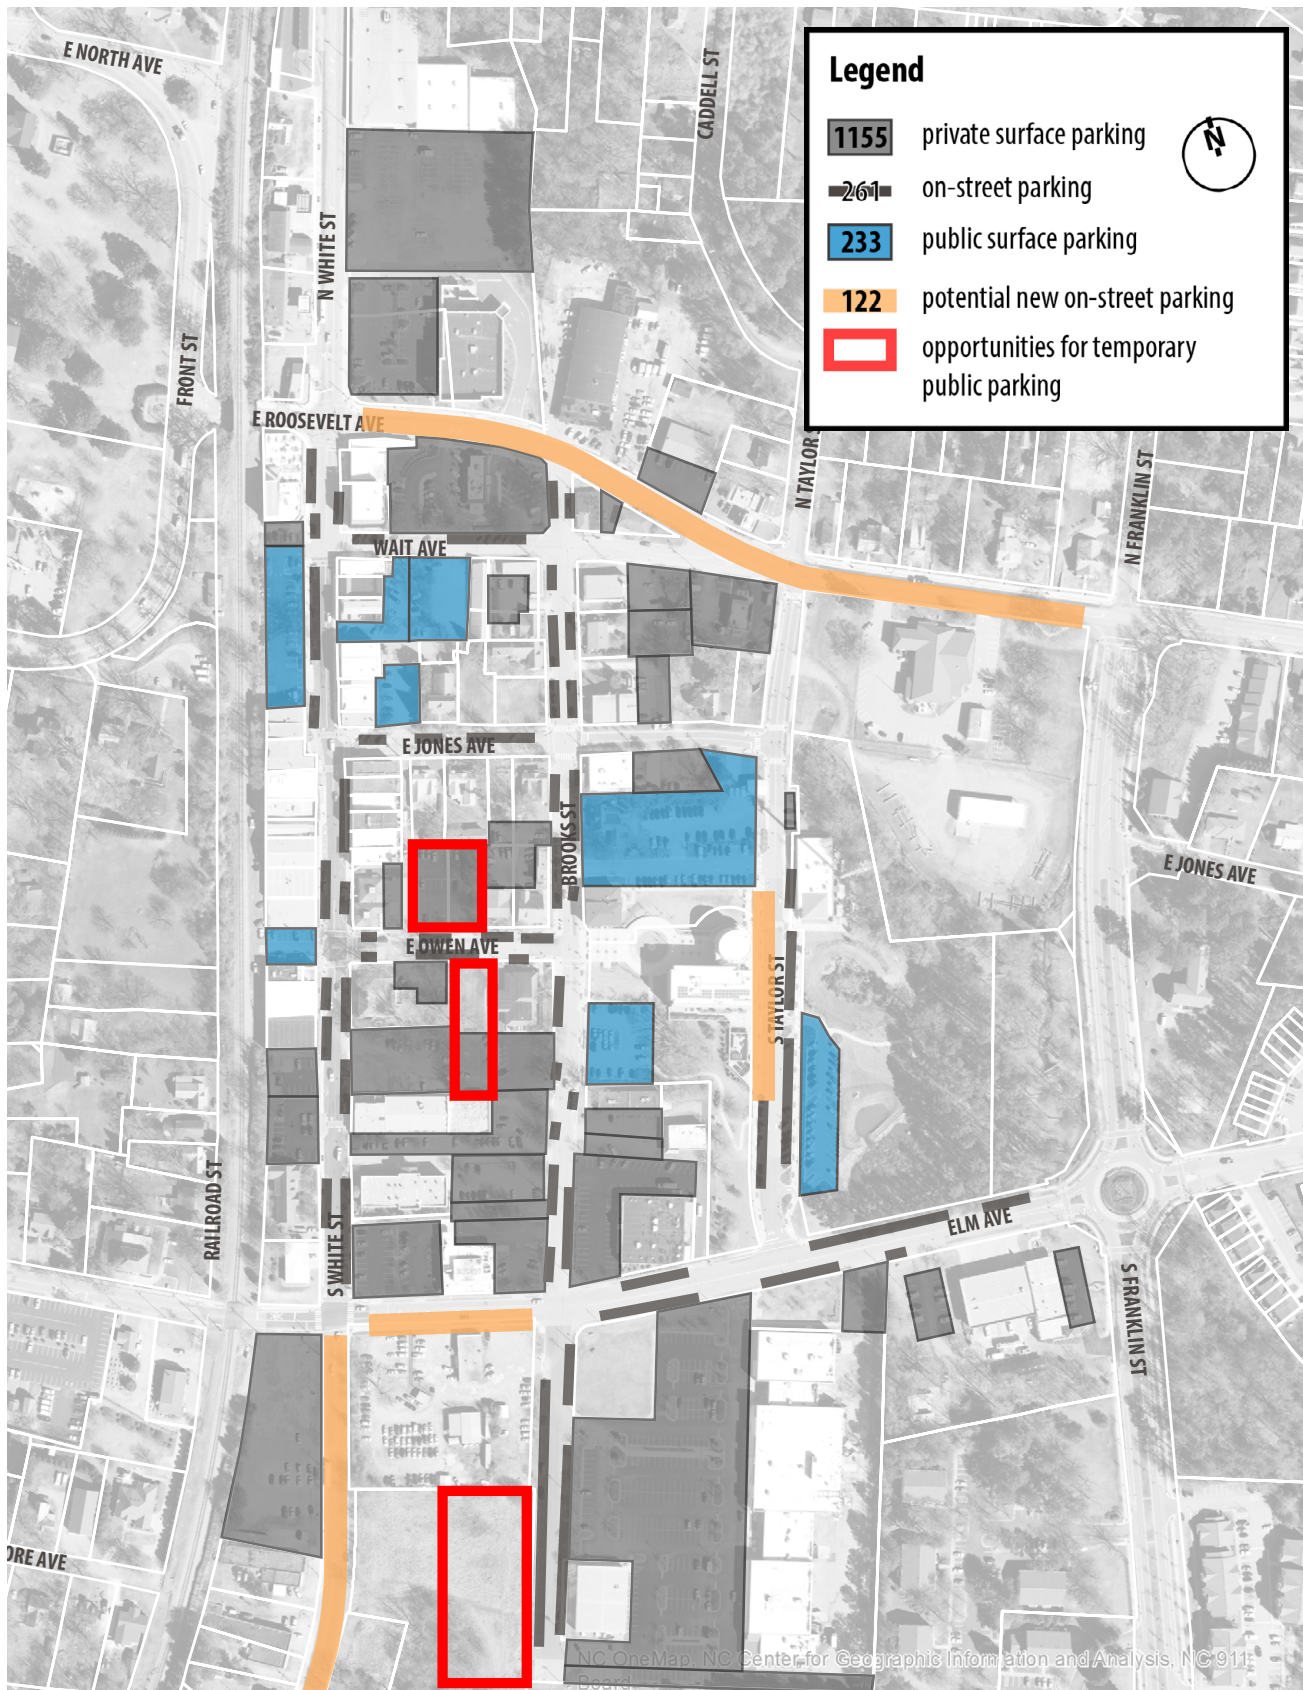 E NORTH AVE
CADDELL ST
Legend
1155 private surface parking
N
261 on-street parking
233 public surface parking
122 potential new on-street parking
opportunities for temporary
public parking
N WHITE ST
FRONT ST
E ROOSEVELT AVE
N TAYLOR
N FRANKLIN ST
WAIT AVE
E JONES AVE
BROOKS ST
E JONES AVE
E OWEN AVE
S TAYLOR ST
RAILROAD ST
S WHITE ST
ELM AVE
S FRANKLIN ST
ORE AVE
NC OneMap, NC Center for Geographic Information and Analysis, NC 911
Board